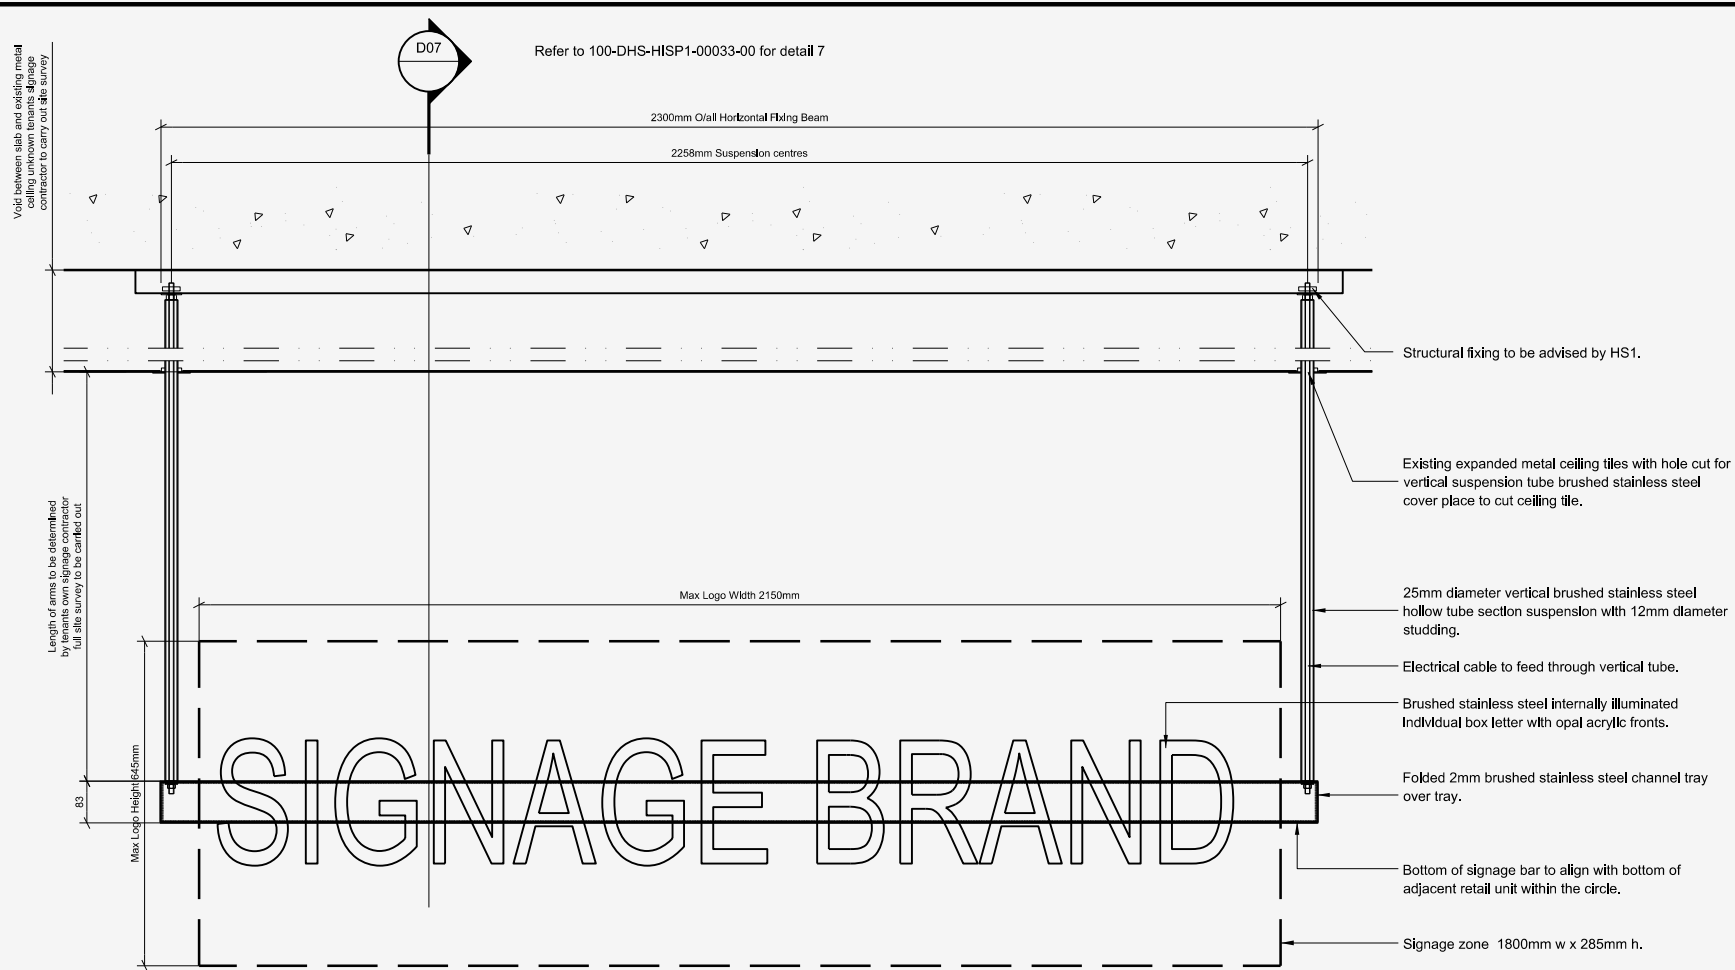 D07
Refer to 100-DHS-HISP1-00033-00 for detail 7
Void between slab and existing metal
ceiling unknown tenants signage
contractor to carry out site survey
2300mm O/all Horizontal Fixing Beam
2258mm Suspension centres
Structural fixing to be advised by HS1.
Existing expanded metal ceiling tiles with hole cut for
vertical suspension tube brushed stainless steel
cover place to cut ceiling tile.
Length of arms to be determined
by tenants own signage contractor
full site survey to be carried out
Max Logo Width 2150mm
25mm diameter vertical brushed stainless steel
hollow tube section suspension with 12mm diameter
studding.
Electrical cable to feed through vertical tube.
Brushed stainless steel internally illuminated
individual box letter with opal acrylic fronts.
Max Logo Height 645mm
83
SIGNAGE BRAND
Folded 2mm brushed stainless steel channel tray
over tray.
Bottom of signage bar to align with bottom of
adjacent retail unit within the circle.
Signage zone 1800mm w x 285mm h.